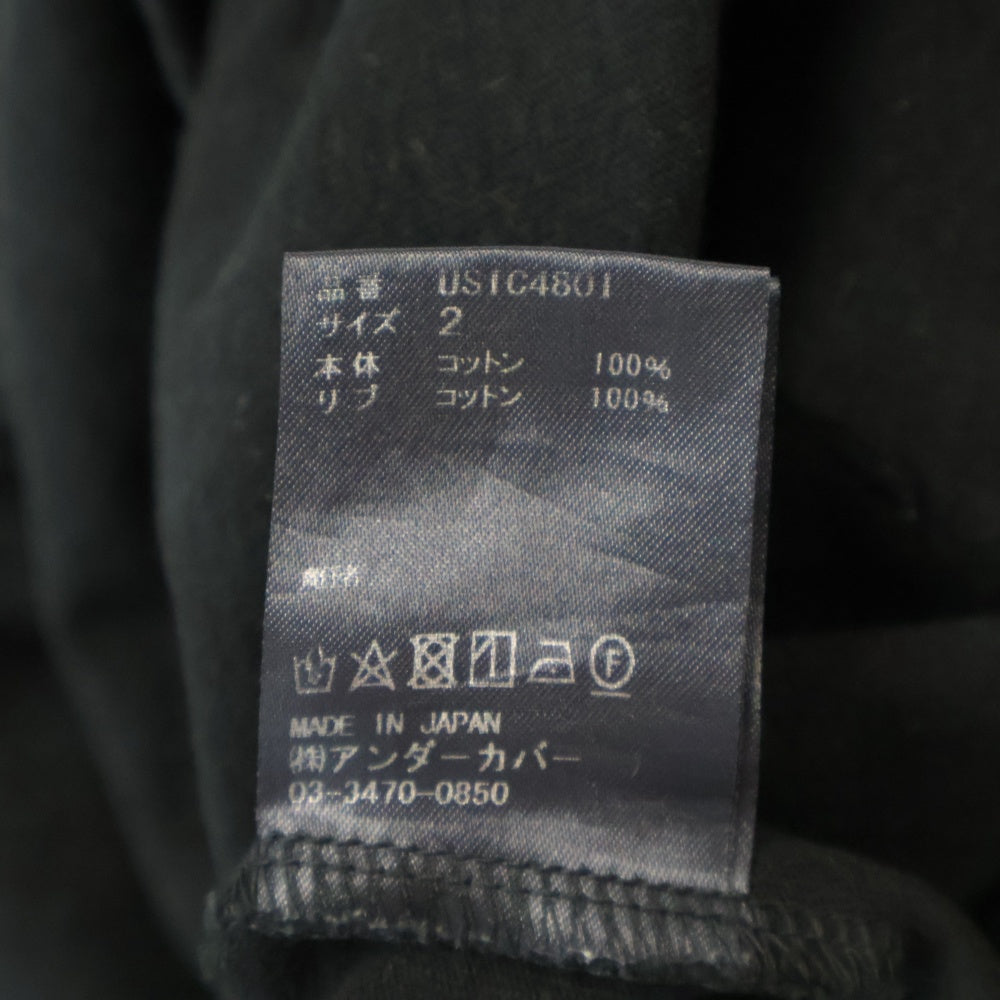 品番 US1C4801
サイズ 2
本体 コットン 100%
リブ コットン 100%
F
MADE IN JAPAN
(株)アンダーカバー
03-3470-0850